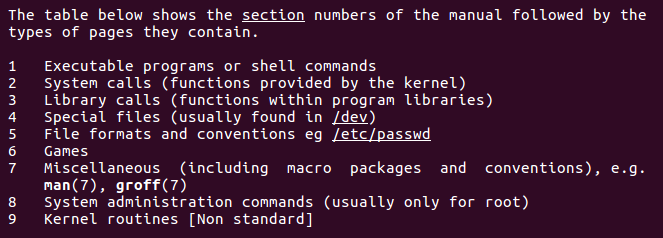 The table below shows the section numbers of the manual followed by the
types of pages they contain.
1 Executable programs or shell commands
2 System calls (functions provided by the kernel)
3 Library calls (functions within program libraries)
4 Special files (usually found in /dev)
5 File formats and conventions eg /etc/passwd
6 Games
7 Miscellaneous (including macro packages and conventions), e.g.
man(7), groff(7)
8 System administration commands (usually only for root)
9 Kernel routines [Non standard]